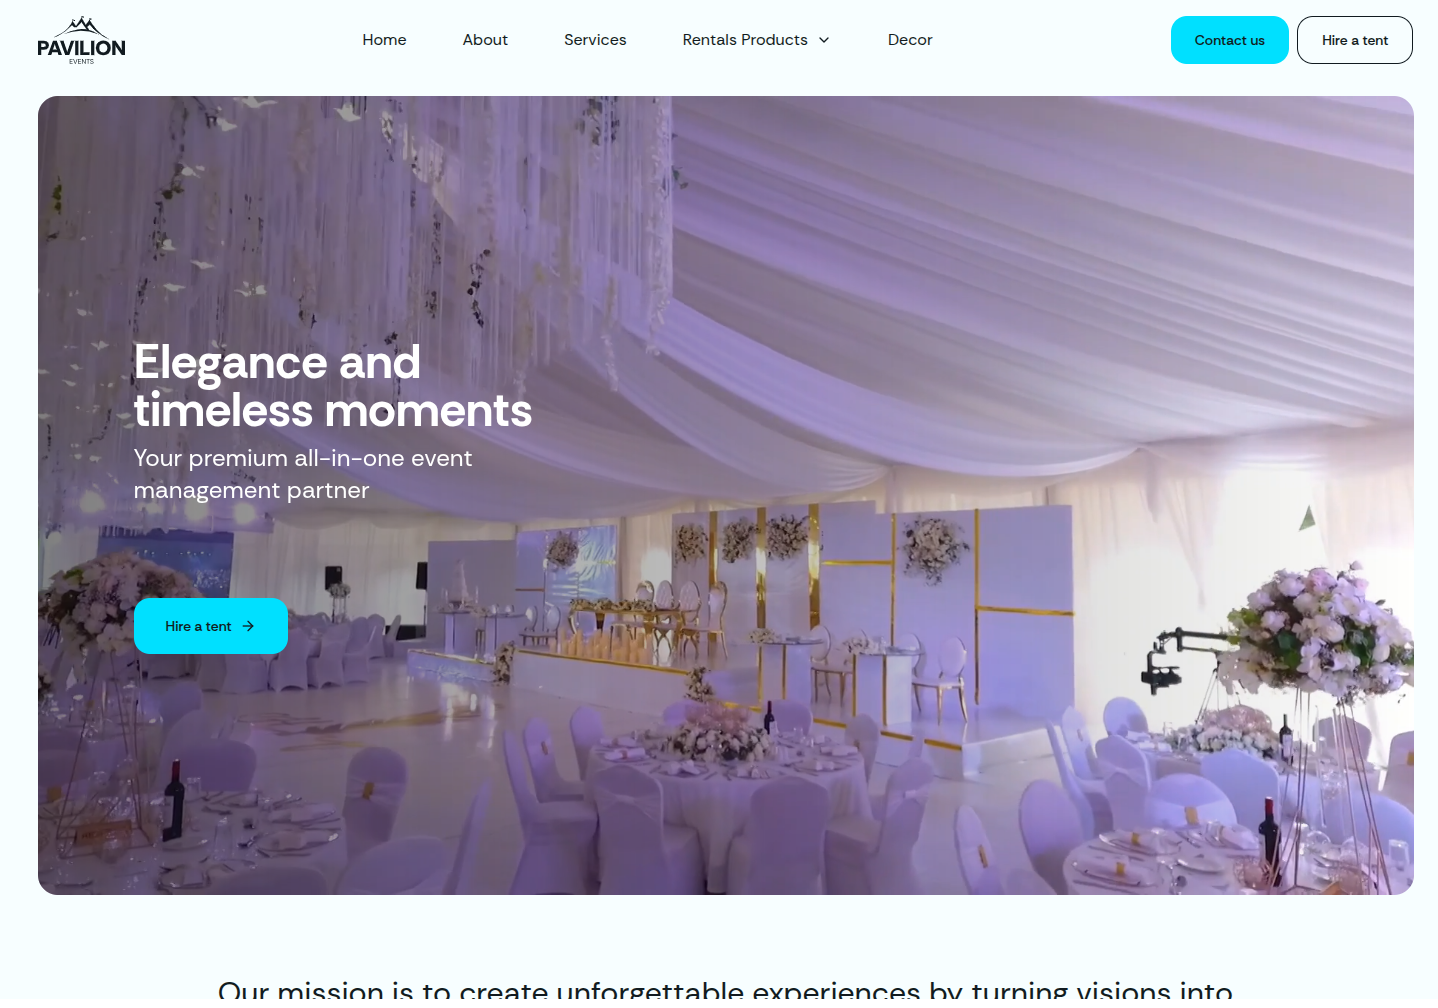 PAVILION
EVENTS
Home
About
Services
Rentals Products
Decor
Contact us
Hire a tent
Elegance and
timeless moments
Your premium all-in-one event
management partner
Hire a tent
Our mission is to create unforgettable experiences by turning visions into